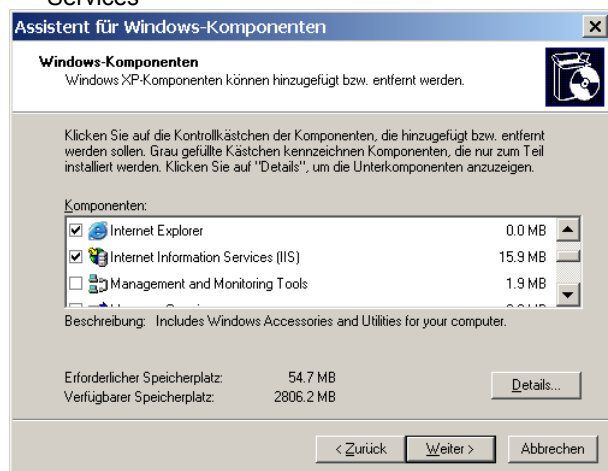 Services
Assistent für Windows-Komponenten
Windows-Komponenten
Windows XP-Komponenten können hinzugefügt bzw. entfernt werden.
Klicken Sie auf die Kontrollkästchen der Komponenten, die hinzugefügt bzw. entfernt
werden sollen. Grau gefüllte Kästchen kennzeichnen Komponenten, die nur zum Teil
installiert werden. Klicken Sie auf "Details", um die Unterkomponenten anzuzeigen.
Komponenten:
Internet Explorer 0.0 MB
Internet Information Services (IIS) 15.9 MB
Management and Monitoring Tools 1.9 MB
Beschreibung: Includes Windows Accessories and Utilities for your computer.
Erforderlicher Speicherplatz: 54.7 MB
Verfügbarer Speicherplatz: 2806.2 MB
Details...
< Zurück Weiter > Abbrechen